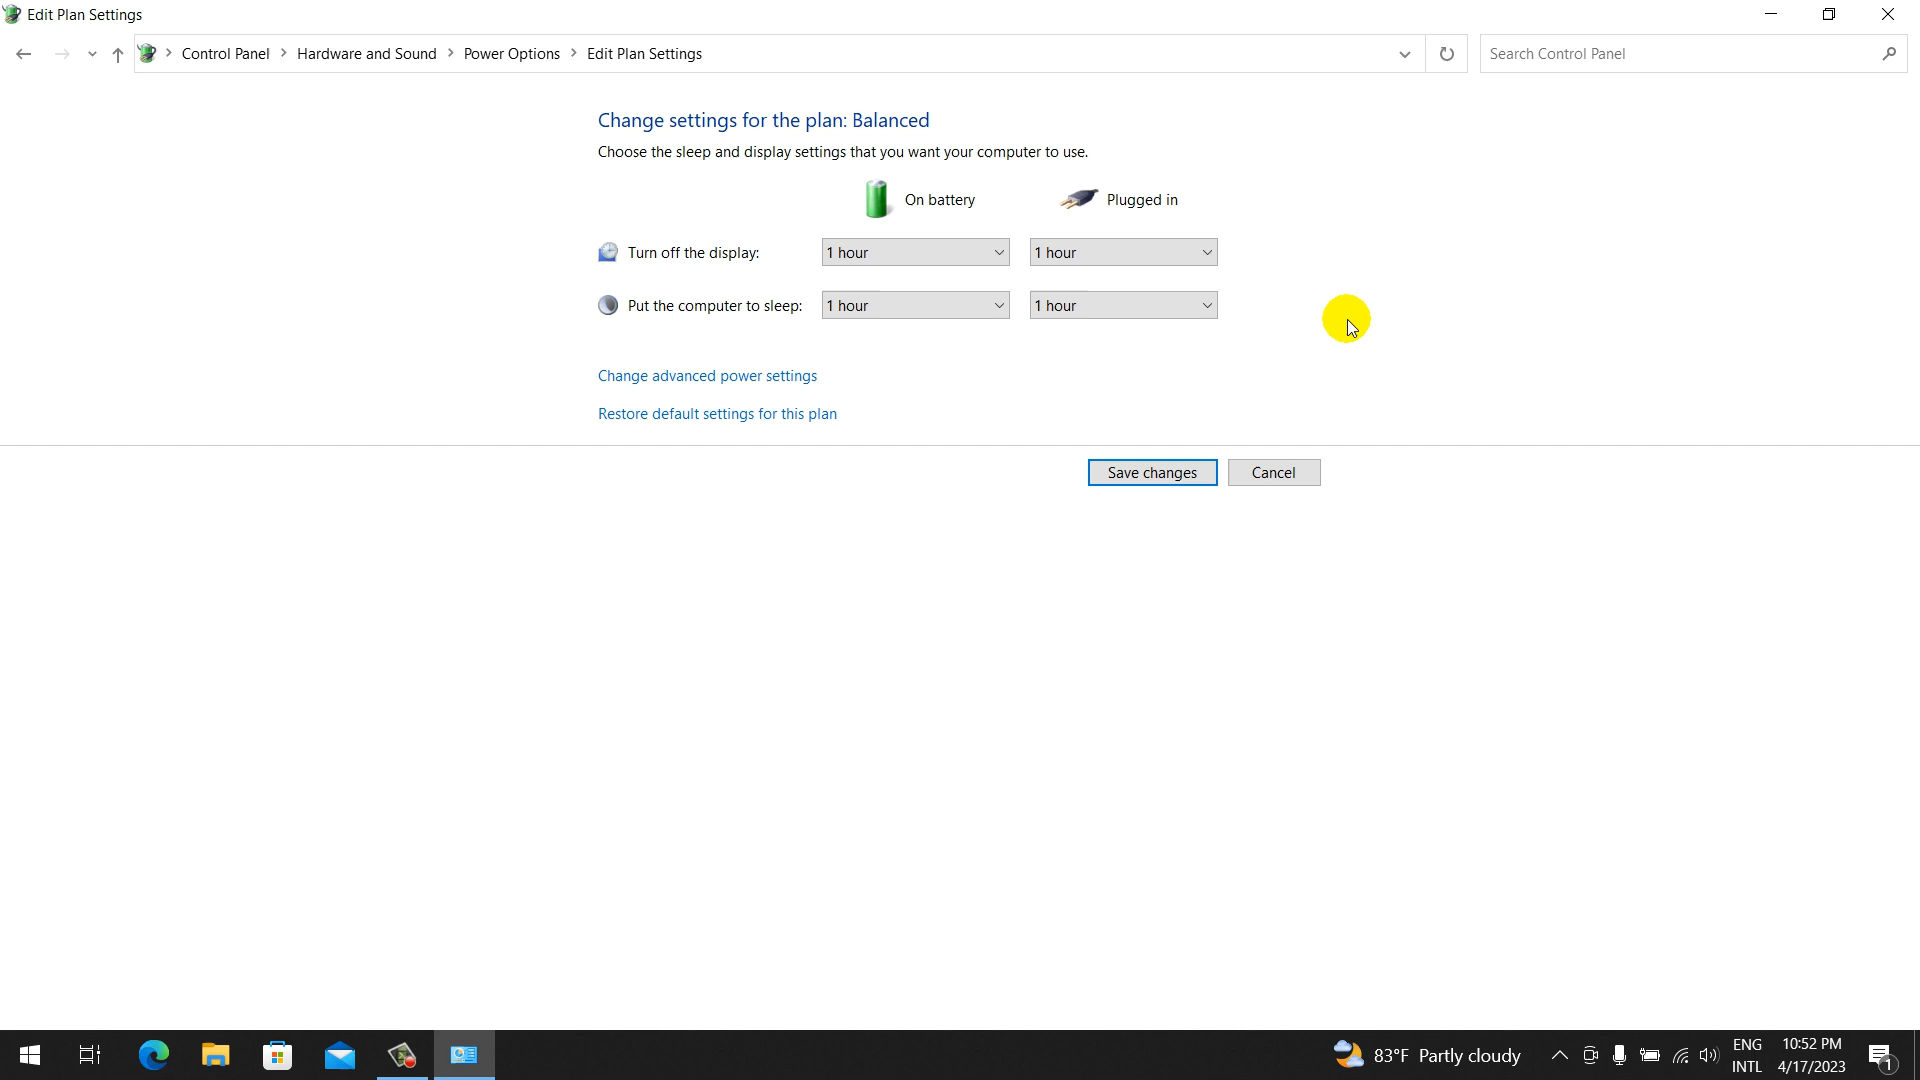 Edit Plan Settings
Control Panel > Hardware and Sound > Power Options > Edit Plan Settings
Search Control Panel
Change settings for the plan: Balanced
Choose the sleep and display settings that you want your computer to use.
On battery Plugged in
Turn off the display: 1 hour 1 hour
Put the computer to sleep: 1 hour 1 hour
Change advanced power settings
Restore default settings for this plan
Save changes Cancel
83°F Partly cloudy
ENG
INTL
10:52 PM
4/17/2023
1